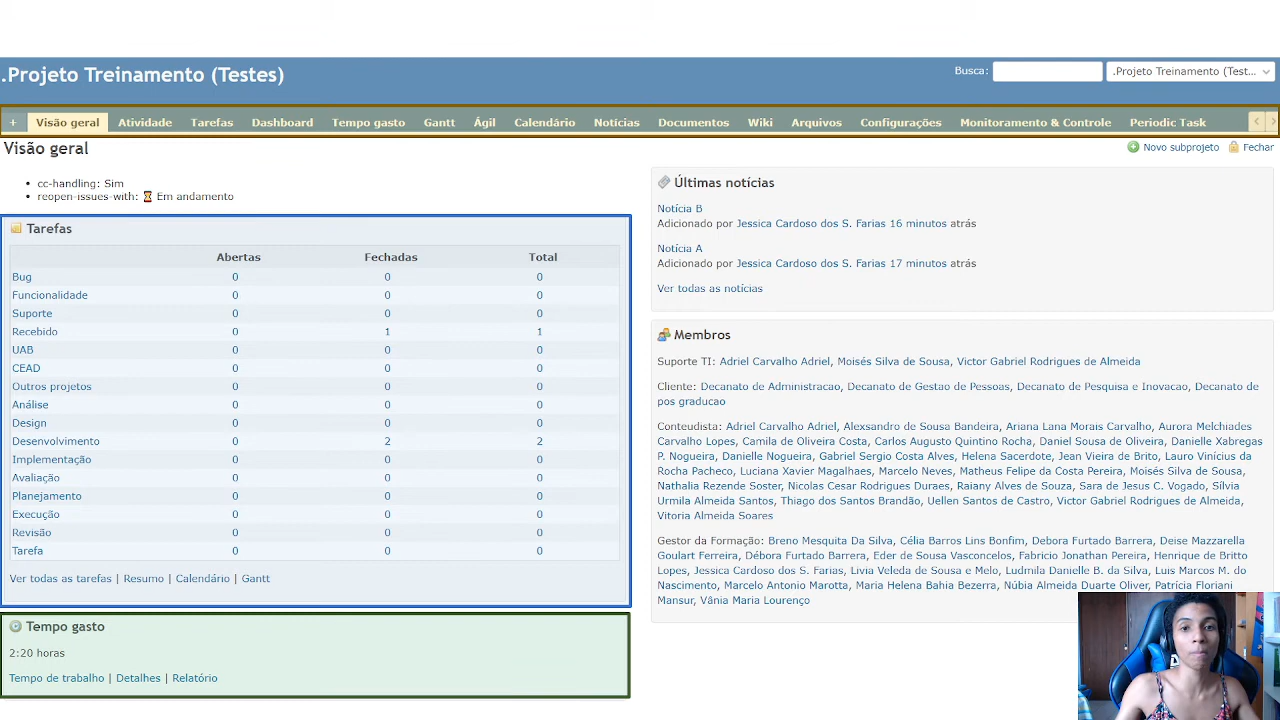 .Projeto Treinamento (Testes)
Busca:
.Projeto Treinamento (Test...
+ Visão geral Atividade Tarefas Dashboard Tempo gasto Gantt Ágil Calendário Notícias Documentos Wiki Arquivos Configurações Monitoramento & Controle Periodic Task
Visão geral
Novo subprojeto Fechar
cc-handling: Sim
reopen-issues-with: Em andamento
Tarefas
Abertas Fechadas Total
Bug 0 0 0
Funcionalidade 0 0 0
Suporte 0 0 0
Recebido 0 1 1
UAB 0 0 0
CEAD 0 0 0
Outros projetos 0 0 0
Análise 0 0 0
Design 0 0 0
Desenvolvimento 0 2 2
Implementação 0 0 0
Avaliação 0 0 0
Planejamento 0 0 0
Execução 0 0 0
Revisão 0 0 0
Tarefa 0 0 0
Ver todas as tarefas | Resumo | Calendário | Gantt
Tempo gasto
2:20 horas
Tempo de trabalho | Detalhes | Relatório
Últimas notícias
Notícia B
Adicionado por Jessica Cardoso dos S. Farias 16 minutos atrás
Notícia A
Adicionado por Jessica Cardoso dos S. Farias 17 minutos atrás
Ver todas as notícias
Membros
Suporte TI: Adriel Carvalho Adriel, Moisés Silva de Sousa, Victor Gabriel Rodrigues de Almeida
Cliente: Decanato de Administracao, Decanato de Gestao de Pessoas, Decanato de Pesquisa e Inovacao, Decanato de
pos graducao
Conteudista: Adriel Carvalho Adriel, Alexsandro de Sousa Bandeira, Ariana Lana Morais Carvalho, Aurora Melchiades
Carvalho Lopes, Camila de Oliveira Costa, Carlos Augusto Quintino Rocha, Daniel Sousa de Oliveira, Danielle Xabregas
P. Nogueira, Danielle Nogueira, Gabriel Sergio Costa Alves, Helena Sacerdote, Jean Vieira de Brito, Lauro Vinícius da
Rocha Pacheco, Luciana Xavier Magalhaes, Marcelo Neves, Matheus Felipe da Costa Pereira, Moisés Silva de Sousa,
Nathalia Rezende Soster, Nicolas Cesar Rodrigues Duraes, Raiany Alves de Souza, Sara de Jesus C. Vogado, Sílvia
Urmila Almeida Santos, Thiago dos Santos Brandão, Uellen Santos de Castro, Victor Gabriel Rodrigues de Almeida,
Vitoria Almeida Soares
Gestor da Formação: Breno Mesquita Da Silva, Célia Barros Lins Bonfim, Debora Furtado Barrera, Deise Mazzarella
Goulart Ferreira, Débora Furtado Barrera, Eder de Sousa Vasconcelos, Fabricio Jonathan Pereira, Henrique de Britto
Lopes, Jessica Cardoso dos S. Farias, Livia Veleda de Sousa e Melo, Ludmila Danielle B. da Silva, Luis Marcos M. do
Nascimento, Marcelo Antonio Marotta, Maria Helena Bahia Bezerra, Núbia Almeida Duarte Oliver, Patrícia Floriani
Mansur, Vânia Maria Lourenço